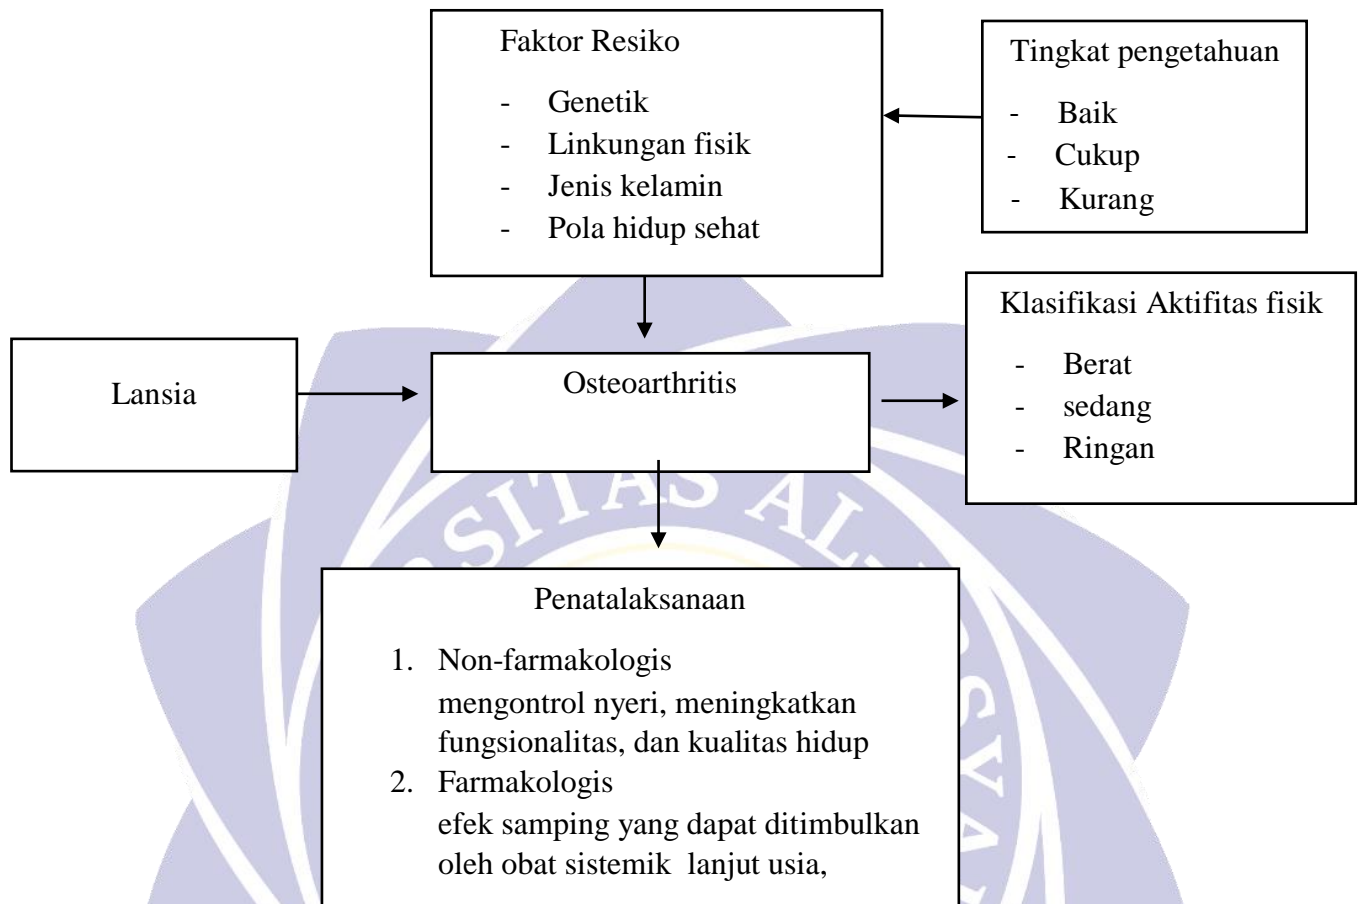 Faktor Resiko
- Genetik
- Linkungan fisik
- Jenis kelamin
- Pola hidup sehat
Tingkat pengetahuan
- Baik
- Cukup
- Kurang
Klasifikasi Aktifitas fisik
- Berat
- sedang
- Ringan
Lansia
Osteoarthritis
Penatalaksanaan
1. Non-farmakologis
mengontrol nyeri, meningkatkan
fungsionalitas, dan kualitas hidup
2. Farmakologis
efek samping yang dapat ditimbulkan
oleh obat sistemik lanjut usia,